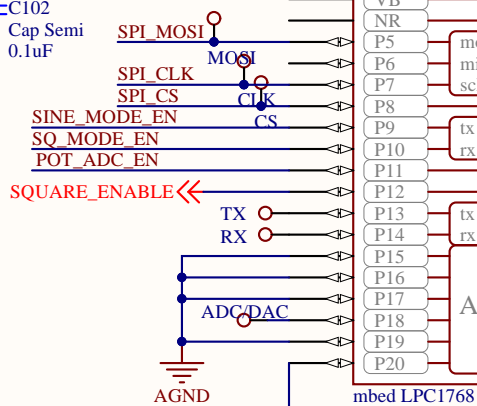 C102
Cap Semi
0.1uF
VB
NR
SPI_MOSI
P5
MOSI
P6
mi
SPI_CLK
P7
sc
SPI_CS
CLK
P8
CS
SINE_MODE_EN
P9
tx
SQ_MODE_EN
P10
rx
POT_ADC_EN
P11
SQUARE_ENABLE
P12
TX
P13
tx
RX
P14
rx
P15
P16
P17
A
ADC/DAC
P18
P19
P20
AGND
mbed LPC1768